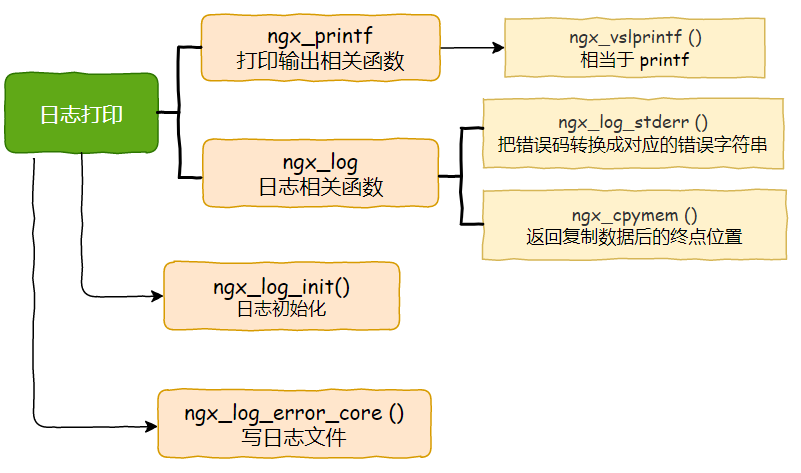 日志打印
ngx_printf
打印输出相关函数
ngx_vslprintf ()
相当于 printf
ngx_log
日志相关函数
ngx_log_stderr ()
把错误码转换成对应的错误字符串
ngx_cpymem ()
返回复制数据后的终点位置
ngx_log_init()
日志初始化
ngx_log_error_core ()
写日志文件